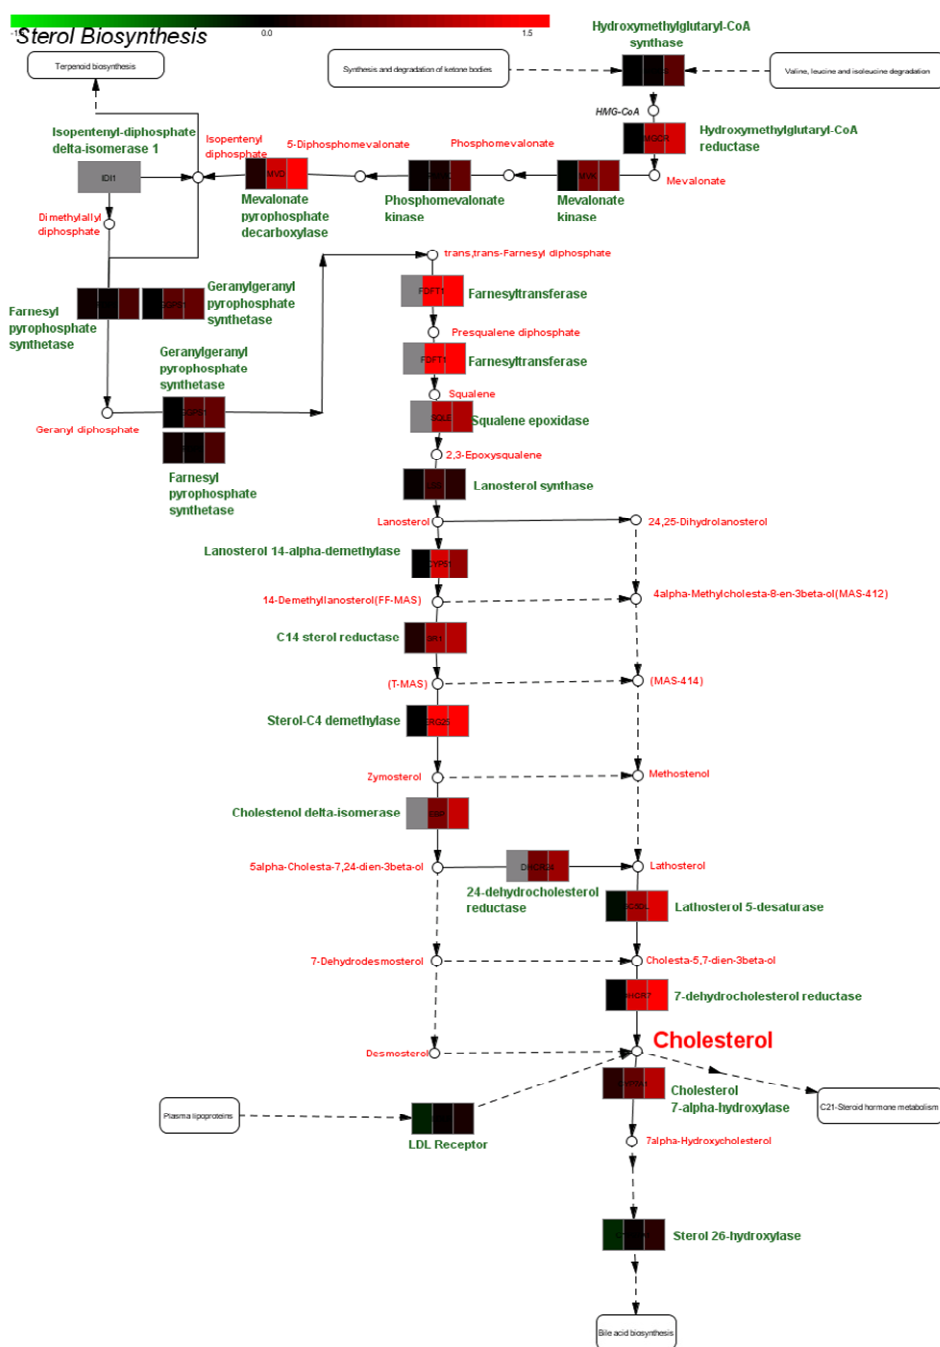 0.0
1.5
Sterol Biosynthesis
Hydroxymethylglutaryl-CoA
synthase
Terpenoid biosynthesis
Synthesis and degradation of ketone bodies
Valine, leucine and isoleucine degradation
HMG-CoA
Hydroxymethylglutaryl-CoA
reductase
HMGCR
Isopentenyl-diphosphate
delta-isomerase 1
Isopentenyl
diphosphate
5-Diphosphomevalonate
Phosphomevalonate
IDI1
MVD
MVK
Mevalonate
Mevalonate
pyrophosphate
decarboxylase
Phosphomevalonate
kinase
Mevalonate
kinase
Dimethylallyl
diphosphate
trans,trans-Farnesyl diphosphate
Farnesyl
pyrophosphate
synthetase
Geranylgeranyl
pyrophosphate
synthetase
FDFT1
Farnesyltransferase
Presqualene diphosphate
FDFT1
Farnesyltransferase
Geranylgeranyl
pyrophosphate
synthetase
Squalene
GGPS1
Geranyl diphosphate
SQLE
Squalene epoxidase
2,3-Epoxysqualene
Farnesyl
pyrophosphate
synthetase
Lanosterol synthase
Lanosterol
24,25-Dihydrolanosterol
Lanosterol 14-alpha-demethylase
CYP51
14-Demethyllanosterol(FF-MAS)
4alpha-Methylcholesta-8-en-3beta-ol(MAS-412)
C14 sterol reductase
(T-MAS)
(MAS-414)
Sterol-C4 demethylase
ERG25
Zymosterol
Methostenol
Cholestenol delta-isomerase
EBP
5alpha-Cholesta-7,24-dien-3beta-ol
DHCR24
Lathosterol
24-dehydrocholesterol
reductase
SC5DL
Lathosterol 5-desaturase
7-Dehydrodesmosterol
Cholesta-5,7-dien-3beta-ol
DHCR7
7-dehydrocholesterol reductase
Cholesterol
Desmosterol
Cholesterol
7-alpha-hydroxylase
CYP7A1
Plasma lipoproteins
LDL Receptor
C21-Steroid hormone metabolism
7alpha-Hydroxycholesterol
Sterol 26-hydroxylase
Bile acid biosynthesis